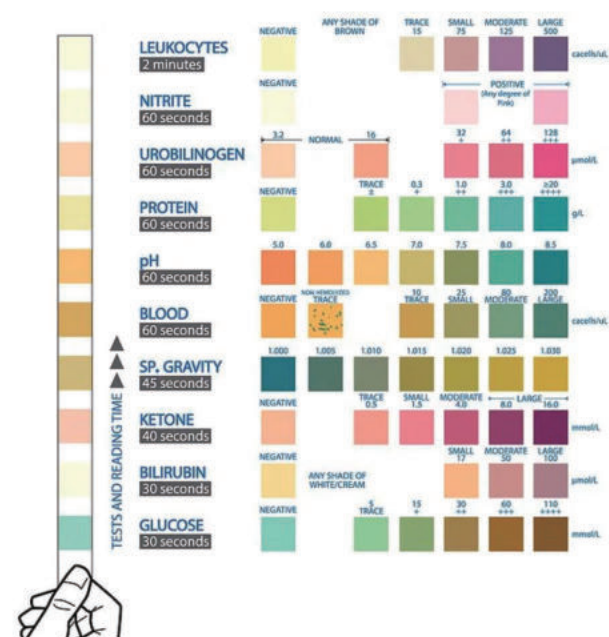 LEUKOCYTES
2 minutes
NEGATIVE
ANY SHADE OF
BROWN
TRACE
15
SMALL
75
MODERATE
125
LARGE
500
cacells/uL
NITRITE
60 seconds
NEGATIVE
POSITIVE
(Any degree of
Pink)
UROBILINOGEN
60 seconds
3.2
NORMAL
16
32
+
64
++
128
+++
µmol/L
PROTEIN
60 seconds
NEGATIVE
TRACE
±
0.3
+
1.0
++
3.0
+++
≥20
++++
g/L
pH
60 seconds
5.0
6.0
6.5
7.0
7.5
8.0
8.5
BLOOD
60 seconds
NEGATIVE
NON HEMOLYZED
TRACE
10
TRACE
25
SMALL
80
MODERATE
200
LARGE
cacells/uL
SP. GRAVITY
45 seconds
1.000
1.005
1.010
1.015
1.020
1.025
1.030
KETONE
40 seconds
NEGATIVE
TRACE
0.5
SMALL
1.5
MODERATE
4.0
LARGE
8.0
16.0
mmol/L
BILIRUBIN
30 seconds
NEGATIVE
ANY SHADE OF
WHITE/CREAM
SMALL
17
MODERATE
50
LARGE
100
µmol/L
GLUCOSE
30 seconds
NEGATIVE
5
TRACE
15
+
30
++
60
+++
110
++++
mmol/L
TESTS AND READING TIME